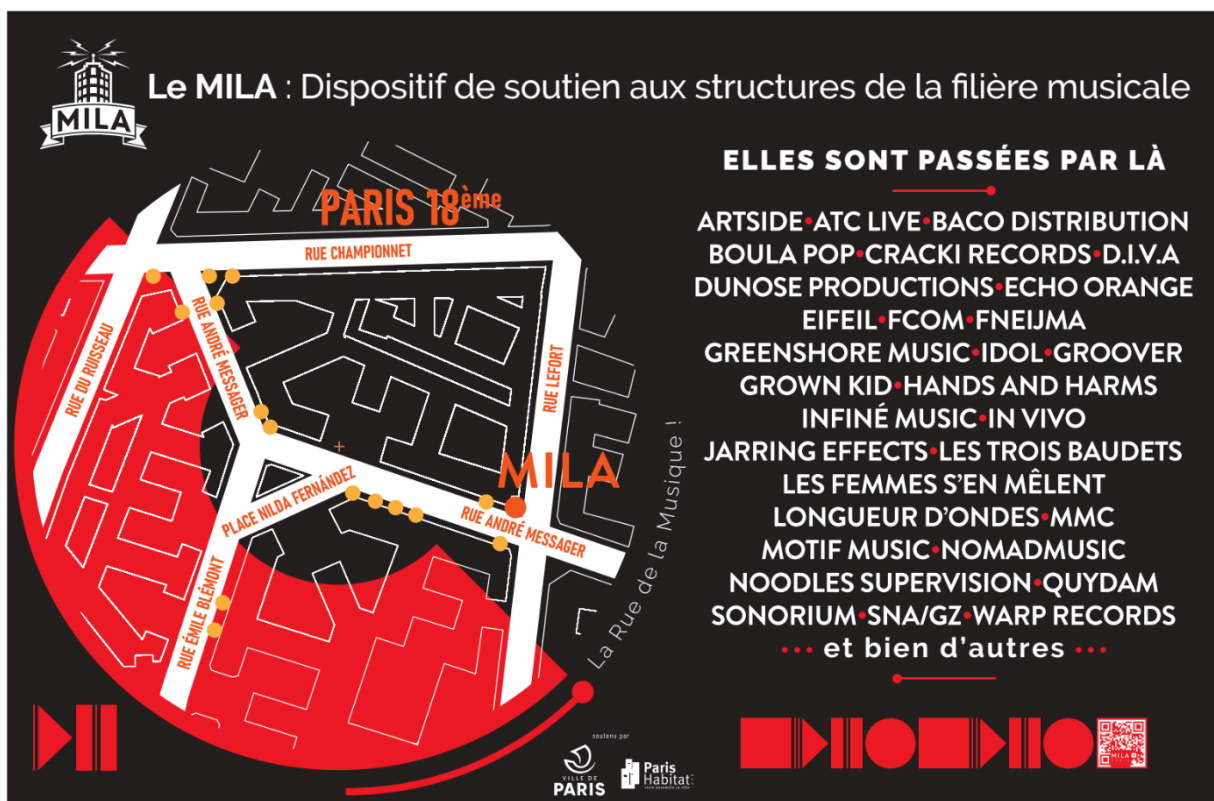 MILA
Le MILA : Dispositif de soutien aux structures de la filière musicale
PARIS 18ème
RUE CHAMPIONNET
RUE DU RUISSEAU
RUE ANDRÉ MESSAGER
RUE LEFORT
PLACE NILDA FERNÁNDEZ
MILA
RUE ANDRÉ MESSAGER
RUE ÉMILE BLÉMONT
La Rue de la Musique !
ELLES SONT PASSÉES PAR LÀ
ARTSIDE•ATC LIVE•BACO DISTRIBUTION
BOULA POP•CRACKI RECORDS•D.I.V.A
DUNOSE PRODUCTIONS•ECHO ORANGE
EIFEIL•FCOM•FNEIJMA
GREENSHORE MUSIC•IDOL•GROOVER
GROWN KID•HANDS AND HARMS
INFINÉ MUSIC•IN VIVO
JARRING EFFECTS•LES TROIS BAUDETS
LES FEMMES S'EN MÊLENT
LONGUEUR D'ONDES•MMC
MOTIF MUSIC•NOMADMUSIC
NOODLES SUPERVISION•QUYDAM
SONORIUM•SNA/GZ•WARP RECORDS
••• et bien d'autres •••
soutenu par
VILLE DE
PARIS
Paris
Habitat
MILA